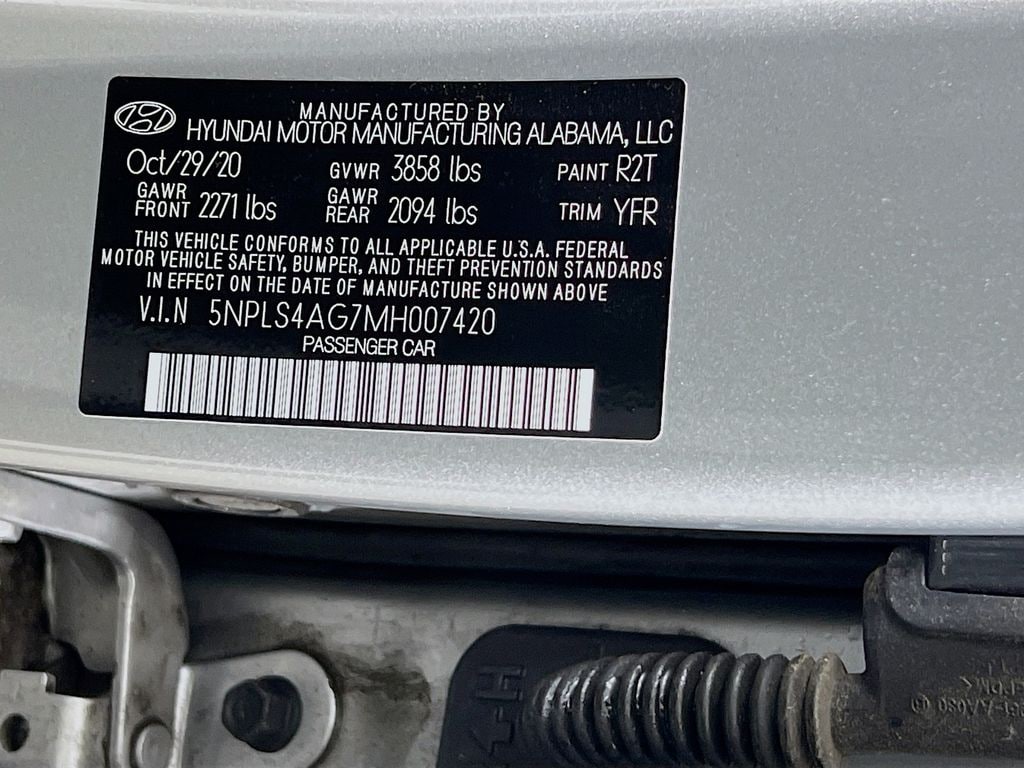 MANUFACTURED BY
HYUNDAI MOTOR MANUFACTURING ALABAMA, LLC
Oct/29/20 GVWR 3858 lbs PAINT R2T
GAWR FRONT 2271 lbs GAWR REAR 2094 lbs TRIM YFR
THIS VEHICLE CONFORMS TO ALL APPLICABLE U.S.A. FEDERAL
MOTOR VEHICLE SAFETY, BUMPER, AND THEFT PREVENTION STANDARDS
IN EFFECT ON THE DATE OF MANUFACTURE SHOWN ABOVE
V.I.N 5NPLS4AG7MH007420
PASSENGER CAR